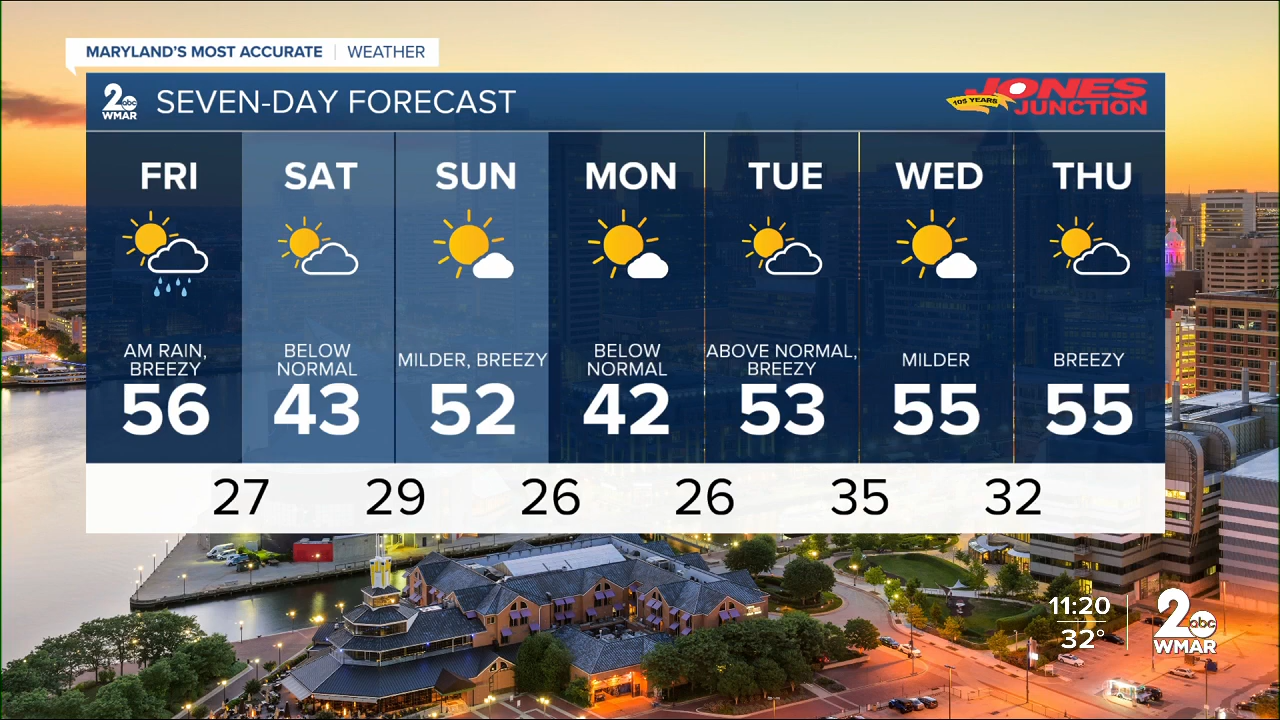 MARYLAND'S MOST ACCURATE | WEATHER
2 abc WMAR
SEVEN-DAY FORECAST
105 YEARS
JONES
JUNCTION
FRI SAT SUN MON TUE WED THU
AM RAIN, BREEZY
BELOW NORMAL
MILDER, BREEZY
BELOW NORMAL
ABOVE NORMAL, BREEZY
MILDER
BREEZY
56 43 52 42 53 55 55
27 29 26 26 35 32
11:20
32°
2 abc
WMAR